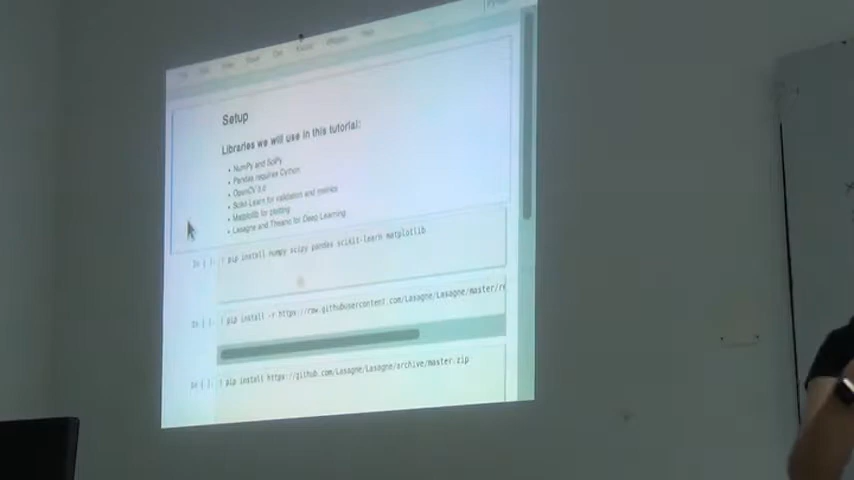 Setup
Libraries we will use in this tutorial:
NumPy and SciPy
Pandas requires Cython
OpenCV 3.0
Scikit-Learn for validation and metrics
Matplotlib for plotting
Lasagne and Theano for Deep Learning
In [ ]: ! pip install numpy scipy pandas scikit-learn matplotlib
In [ ]: ! pip install -r https://raw.githubusercontent.com/Lasagne/Lasagne/master/r
In [ ]: ! pip install https://github.com/Lasagne/Lasagne/archive/master.zip